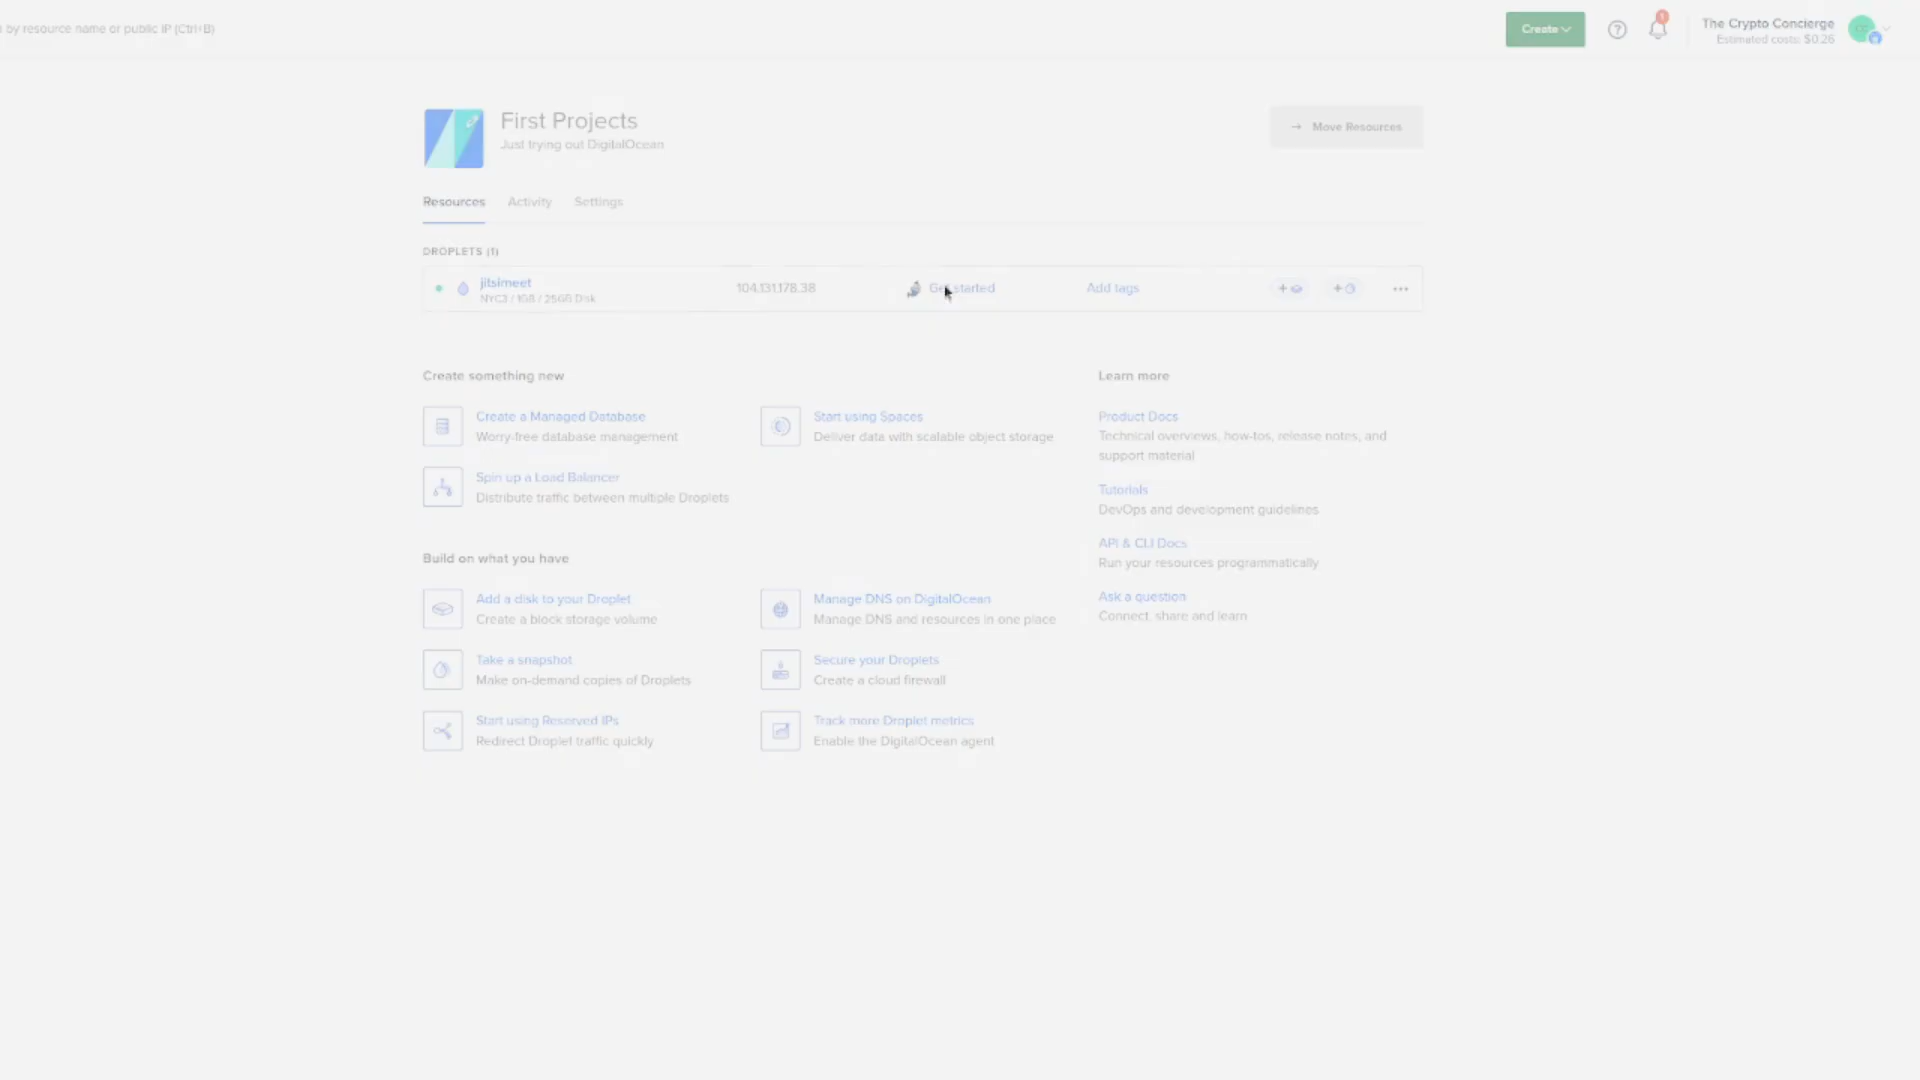 by resource name or public IP (Ctrl+B)
Create
1
The Crypto Concierge
Estimated costs: $0.26
First Projects
Just trying out DigitalOcean
→ Move Resources
Resources Activity Settings
DROPLETS (1)
jitsimeet
NYC3 / 1GB / 25GB Disk
104.131.178.38
Get started
Add tags
Create something new
Create a Managed Database
Worry-free database management
Start using Spaces
Deliver data with scalable object storage
Spin up a Load Balancer
Distribute traffic between multiple Droplets
Build on what you have
Add a disk to your Droplet
Create a block storage volume
Manage DNS on DigitalOcean
Manage DNS and resources in one place
Take a snapshot
Make on-demand copies of Droplets
Secure your Droplets
Create a cloud firewall
Start using Reserved IPs
Redirect Droplet traffic quickly
Track more Droplet metrics
Enable the DigitalOcean agent
Learn more
Product Docs
Technical overviews, how-tos, release notes, and
support material
Tutorials
DevOps and development guidelines
API & CLI Docs
Run your resources programmatically
Ask a question
Connect, share and learn